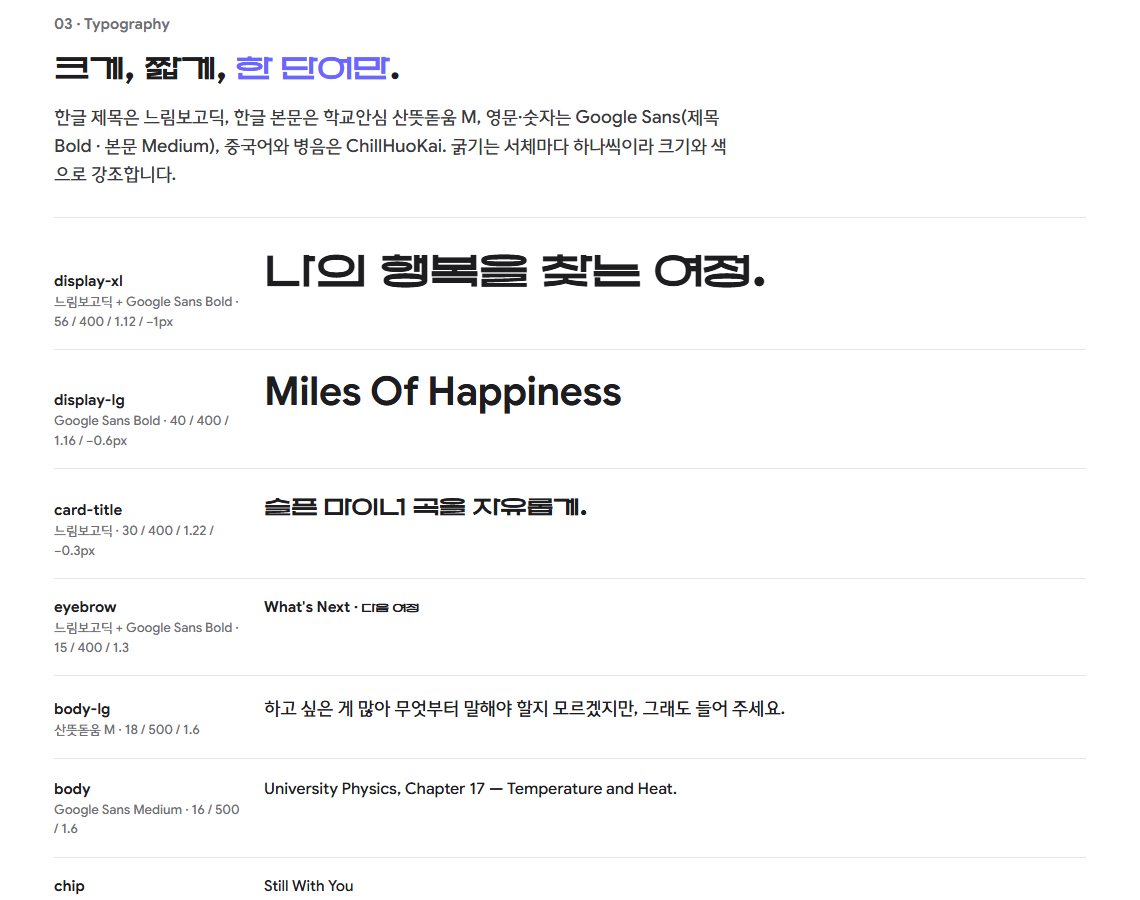 03 · Typography
크게, 짧게, 한 단어만.
한글 제목은 느림보고딕, 한글 본문은 학교안심 산뜻돋움 M, 영문·숫자는 Google Sans(제목
Bold · 본문 Medium), 중국어와 병음은 ChillHuoKai. 굵기는 서체마다 하나씩이라 크기와 색
으로 강조합니다.
display-xl
느림보고딕 + Google Sans Bold ·
56 / 400 / 1.12 / −1px
나의 행복을 찾는 여정.
display-lg
Google Sans Bold · 40 / 400 /
1.16 / −0.6px
Miles Of Happiness
card-title
느림보고딕 · 30 / 400 / 1.22 /
−0.3px
슬픈 마이너 곡을 자유롭게.
eyebrow
느림보고딕 + Google Sans Bold ·
15 / 400 / 1.3
What's Next · 다음 여정
body-lg
산뜻돋움 M · 18 / 500 / 1.6
하고 싶은 게 많아 무엇부터 말해야 할지 모르겠지만, 그래도 들어 주세요.
body
Google Sans Medium · 16 / 500
/ 1.6
University Physics, Chapter 17 — Temperature and Heat.
chip
Still With You